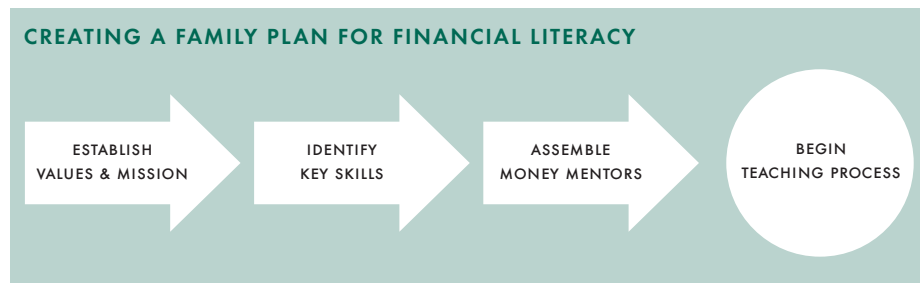 CREATING A FAMILY PLAN FOR FINANCIAL LITERACY
ESTABLISH
VALUES & MISSION
IDENTIFY
KEY SKILLS
ASSEMBLE
MONEY MENTORS
BEGIN
TEACHING PROCESS